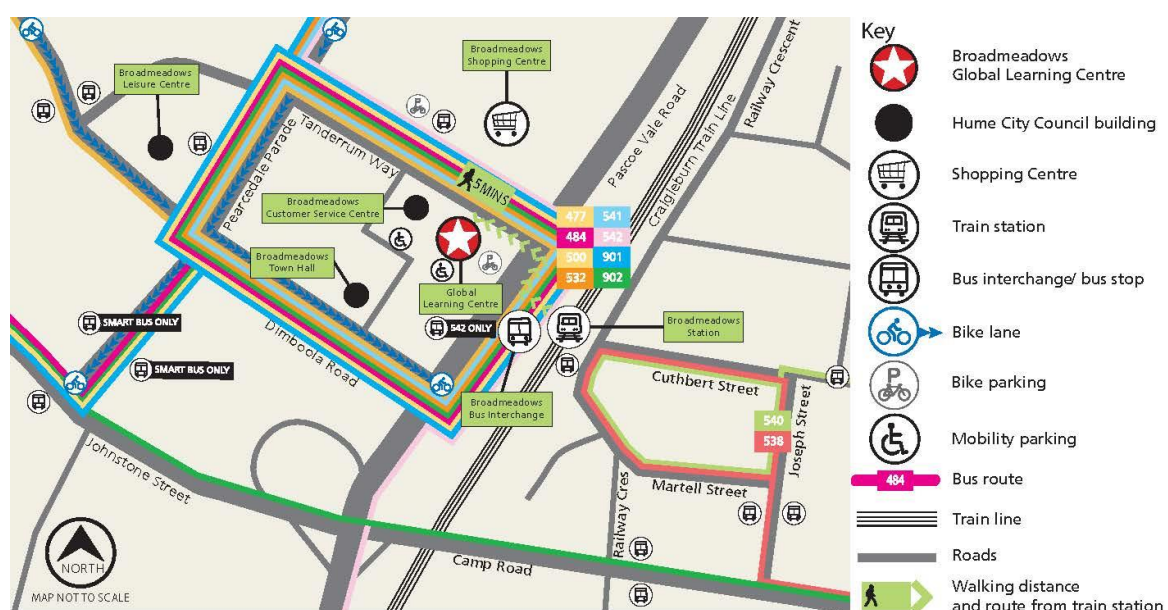 Broadmeadows
Leisure Centre
Broadmeadows
Shopping Centre
P
Tanderrum Way
Pearcedale Parade
5 MINS
Broadmeadows
Customer Service Centre
Broadmeadows
Town Hall
P
Global
Learning Centre
Pascoe Vale Road
Craigieburn Train Line
Railway Crescent
477 541
484 542
500 901
532 902
542 ONLY
Broadmeadows
Station
SMART BUS ONLY
SMART BUS ONLY
Dimboola Road
Broadmeadows
Bus Interchange
Cuthbert Street
540
538
Joseph Street
Martell Street
Railway Cres
Johnstone Street
Camp Road
NORTH
MAP NOT TO SCALE
Key
Broadmeadows
Global Learning Centre
Hume City Council building
Shopping Centre
Train station
Bus interchange/ bus stop
Bike lane
P
Bike parking
Mobility parking
484
Bus route
Train line
Roads
Walking distance
and route from train station